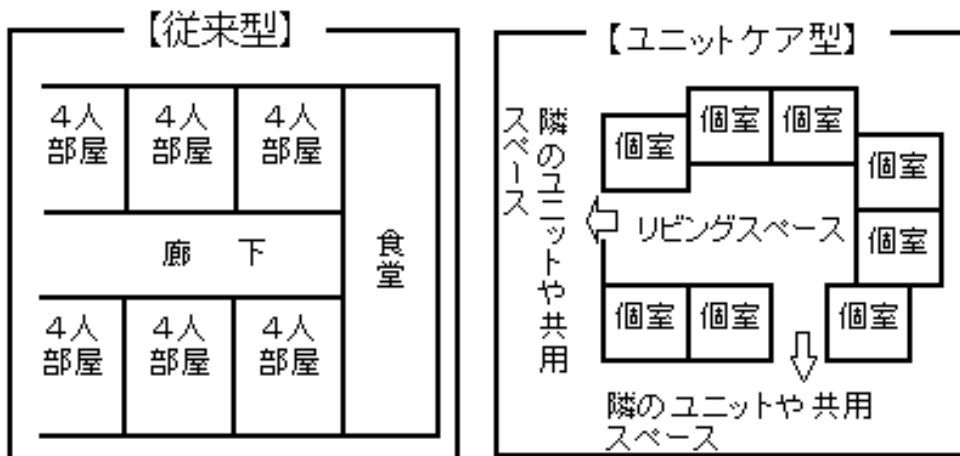 【従来型】
４人
部屋
４人
部屋
４人
部屋
廊　下
食堂
４人
部屋
４人
部屋
４人
部屋
【ユニットケア型】
隣のユニットや共用
スペース
個室
個室
個室
個室
個室
リビングスペース
個室
個室
個室
隣のユニットや共用
スペース